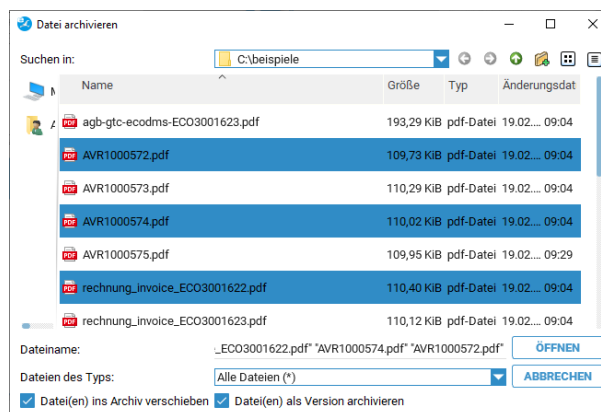 Datei archivieren
Suchen in: C:\beispiele
Name Größe Typ Änderungsdat
agb-gtc-ecodms-ECO3001623.pdf 193,29 KiB pdf-Datei 19.02.... 09:04
AVR1000572.pdf 109,73 KiB pdf-Datei 19.02.... 09:04
AVR1000573.pdf 110,29 KiB pdf-Datei 19.02.... 09:04
AVR1000574.pdf 110,02 KiB pdf-Datei 19.02.... 09:04
AVR1000575.pdf 109,95 KiB pdf-Datei 19.02.... 09:29
rechnung_invoice_ECO3001622.pdf 110,40 KiB pdf-Datei 19.02.... 09:04
rechnung_invoice_ECO3001623.pdf 110,12 KiB pdf-Datei 19.02.... 09:04
Dateiname: _ECO3001622.pdf" "AVR1000574.pdf" "AVR1000572.pdf" ÖFFNEN
Dateien des Typs: Alle Dateien (*) ABBRECHEN
Datei(en) ins Archiv verschieben Datei(en) als Version archivieren